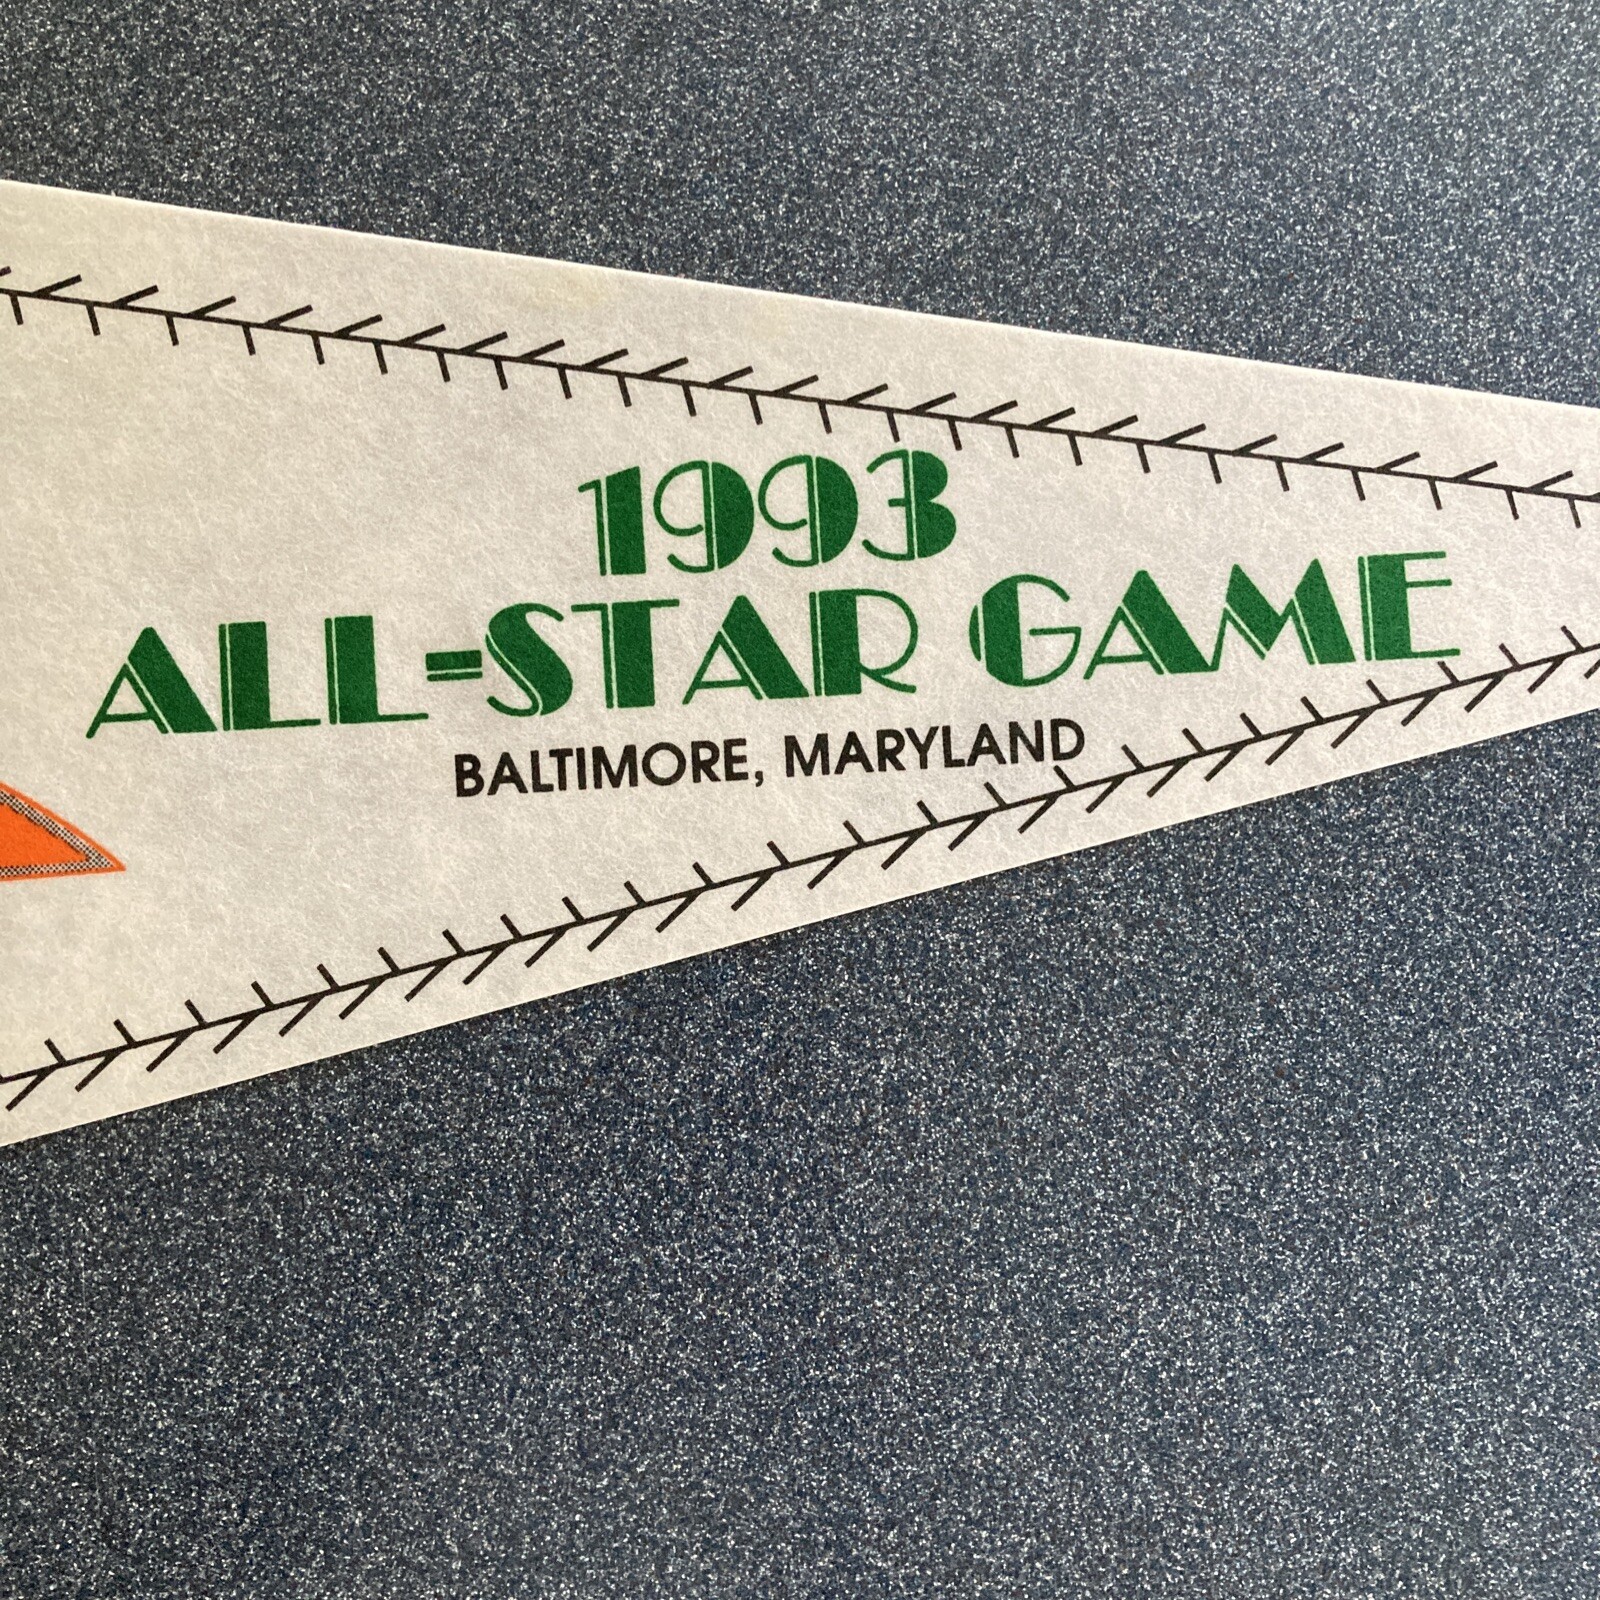 1993
ALL-STAR GAME
BALTIMORE, MARYLAND